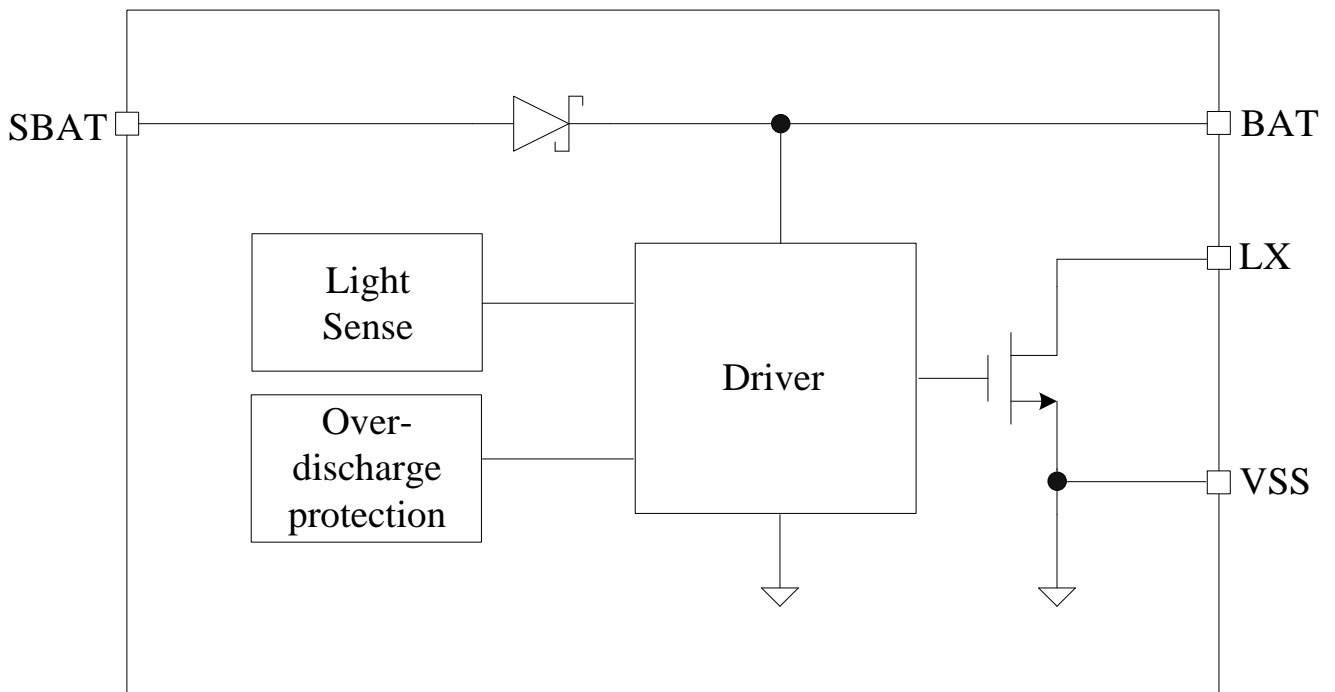 SBAT
BAT
LX
Light
Sense
Driver
Over-
discharge
protection
VSS